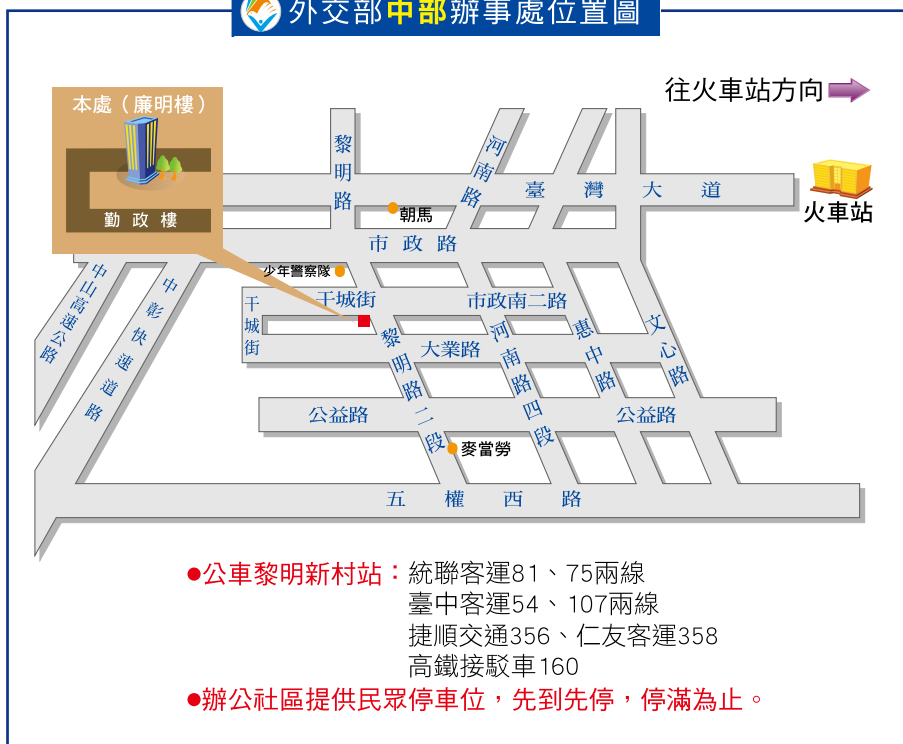 外交部中部辦事處位置圖
往火車站方向
本處（廉明樓）
勤政樓
黎明路
河南路
臺灣大道
火車站
朝馬
市政路
少年警察隊
中山高速公路
中彰快速道路
干城街
干城街
市政南二路
黎明路二段
大業路
河南路四段
惠中路
文心路
公益路
公益路
麥當勞
五權西路
●公車黎明新村站：統聯客運81、75兩線
臺中客運54、107兩線
捷順交通356、仁友客運358
高鐵接駁車160
●辦公社區提供民眾停車位，先到先停，停滿為止。